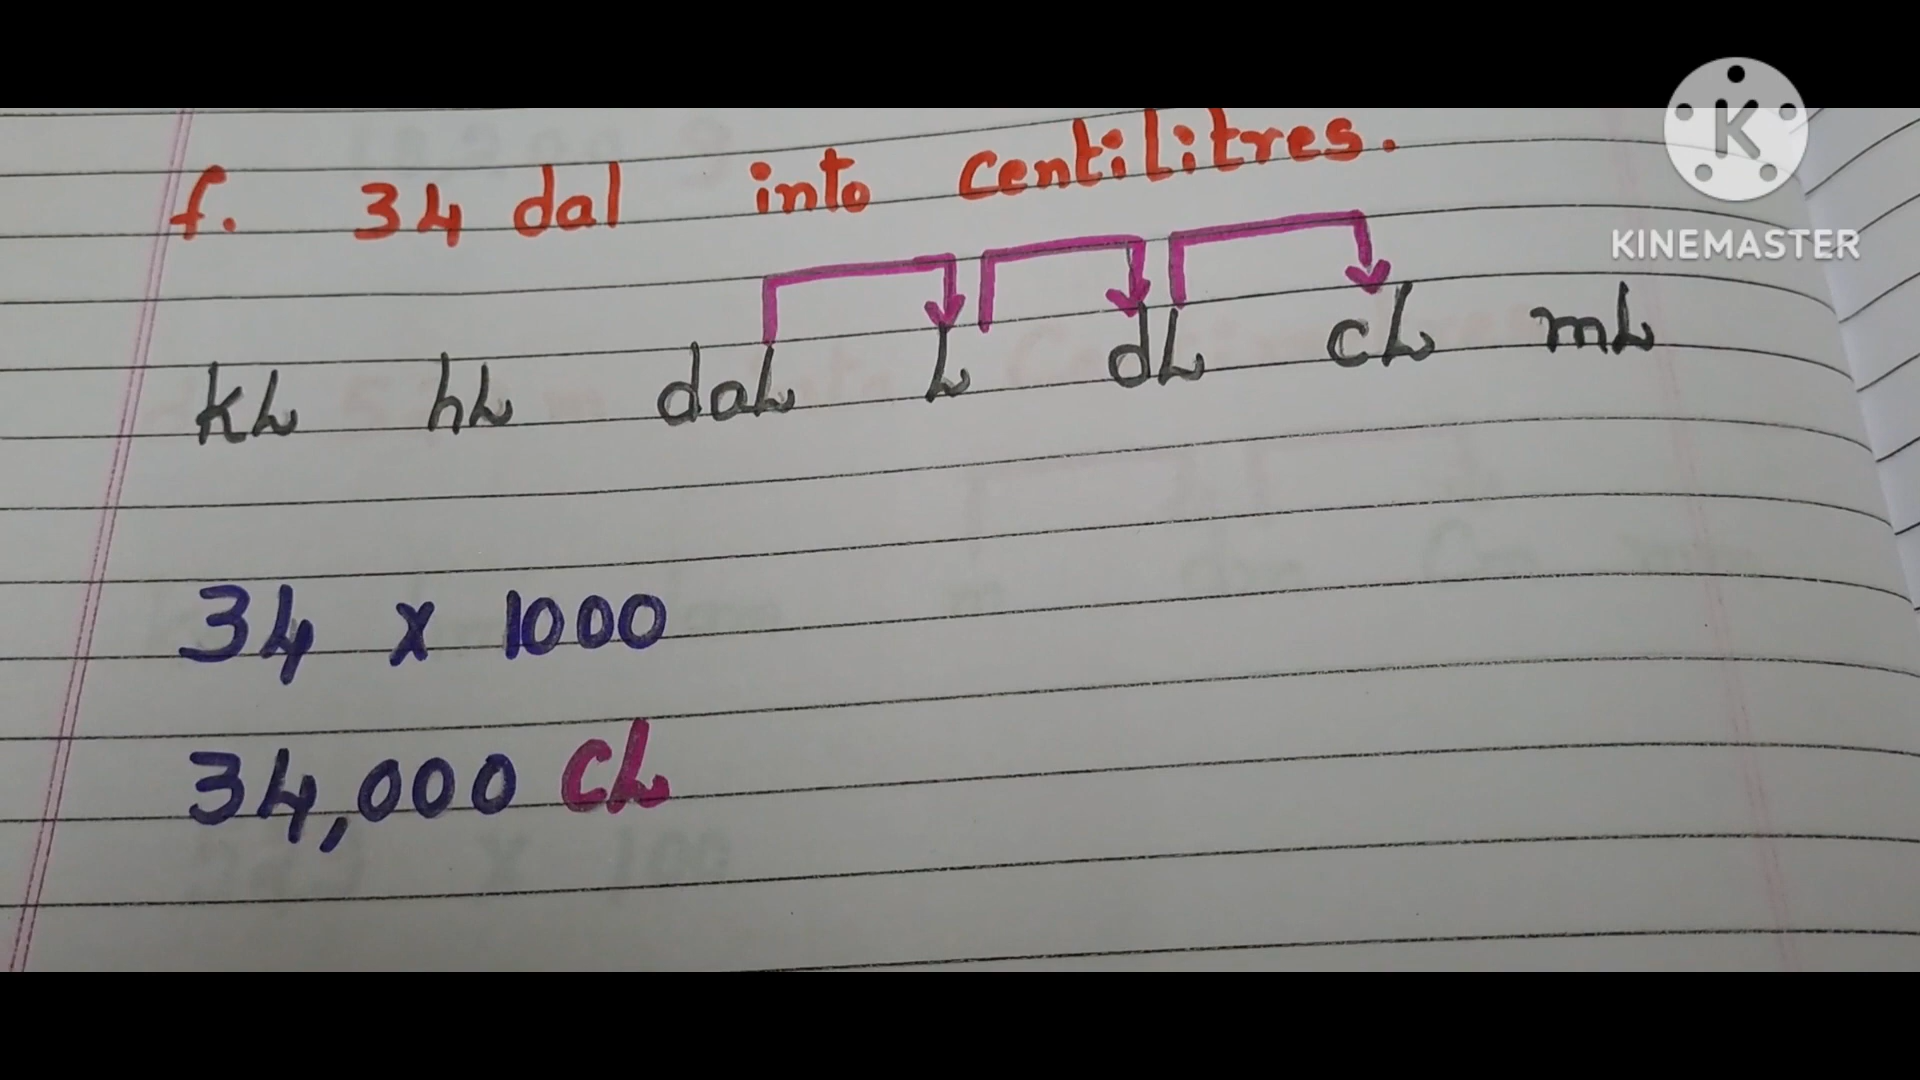 f. 34 dal into centilitres.
K
KINEMASTER
kL hL daL L dL cL mL
34 x 1000
34,000 cL